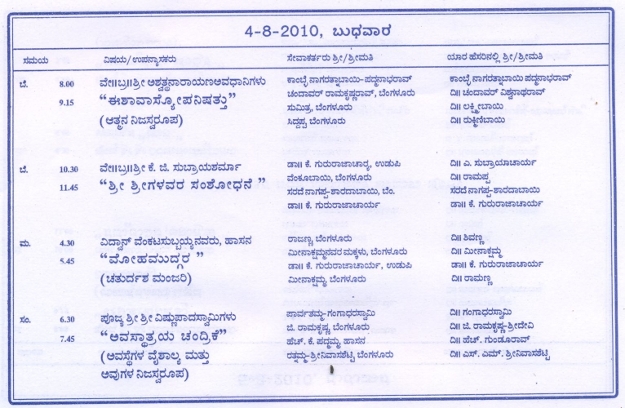 4-8-2010, ಬುಧವಾರ
ಸಮಯ ವಿಷಯ/ ಉಪನ್ಯಾಸಕರು ಸೇವಾಕರ್ತರು ಶ್ರೀ/ಶ್ರೀಮತಿ ಯಾರ ಹೆಸರಿನಲ್ಲಿ ಶ್ರೀ/ಶ್ರೀಮತಿ
ಬೆ. 8.00 ವೇ॥ಬ್ರ॥ಶ್ರೀ ಅಶ್ವತ್ಥನಾರಾಯಣಅವಧಾನಿಗಳು ಕಾಂಬೈ ನಾಗರತ್ನಾಬಾಯಿ-ಪದ್ಮನಾಭರಾವ್ ಕಾಂಬೈ ನಾಗರತ್ನಾಬಾಯಿ ಪದ್ಮನಾಭರಾವ್
9.15 “ಈಶಾವಾಸ್ಯೋಪನಿಷತ್ತು” ಚಂದಾವರ್ ರಾಮಕೃಷ್ಣರಾವ್, ಬೆಂಗಳೂರು ದಿ॥ ಚಂದಾವರ್ ವಿಶ್ವನಾಥರಾವ್
(ಆತ್ಮನ ನಿಜಸ್ವರೂಪ) ಸುಮಿತ್ರ, ಬೆಂಗಳೂರು ದಿ॥ ಲಕ್ಷ್ಮೀಬಾಯಿ
ಸಿದ್ದಪ್ಪ, ಬೆಂಗಳೂರು ದಿ॥ ರುಕ್ಮಿಣಿಬಾಯಿ
ಬೆ. 10.30 ವೇ॥ಬ್ರ॥ಶ್ರೀ ಕೆ. ಜಿ. ಸುಬ್ರಾಯಶರ್ಮಾ ಡಾ॥ ಕೆ. ಗುರುರಾಜಾಚಾರ್ಯ, ಉಡುಪಿ ದಿ॥ ಎ. ಸುಬ್ರಾಯಾಚಾರ್ಯ
11.45 “ಶ್ರೀ ಶ್ರೀಗಳವರ ಸಂಶೋಧನೆ ” ವೆಂಕೂಬಾಯಿ, ಬೆಂಗಳೂರು ದಿ॥ ರಾಮಪ್ಪ
ಸರದೆ ನಾಗಪ್ಪ-ಶಾರದಾಬಾಯಿ, ಬೆಂ. ಸರದೆ ನಾಗಪ್ಪ-ಶಾರದಾಬಾಯಿ
ಡಾ॥ ಕೆ. ಗುರುರಾಜಾಚಾರ್ಯ ಡಾ॥ ಕೆ. ಗುರುರಾಜಾಚಾರ್ಯ
ಮ. 4.30 ವಿದ್ವಾನ್ ವೆಂಕಟಸುಬ್ಬಯ್ಯನವರು, ಹಾಸನ ರಾಜಣ್ಣ, ಬೆಂಗಳೂರು ದಿ॥ ಶಿವಣ್ಣ
5.45 “ಮೋಹಮುದ್ಗರ ” ಮೀನಾಕ್ಷಮ್ಮನವರ ಮಕ್ಕಳು, ಬೆಂಗಳೂರು ದಿ॥ ಮೀನಾಕ್ಷಮ್ಮ
(ಚತುರ್ದಶ ಮಂಜರಿ) ಡಾ॥ ಕೆ. ಗುರುರಾಜಾಚಾರ್ಯ, ಉಡುಪಿ ಡಾ॥ ಕೆ. ಗುರುರಾಜಾಚಾರ್ಯ
ಮೀನಾಕ್ಷಮ್ಮ, ಬೆಂಗಳೂರು ದಿ॥ ರಾಮಣ್ಣ
ಸಂ. 6.30 ಪೂಜ್ಯ ಶ್ರೀ ಶ್ರೀ ವಿಷ್ಣುಪಾದಸ್ವಾಮಿಗಳು ಪಾರ್ವತಮ್ಮ-ಗಂಗಾಧರಸ್ವಾಮಿ ದಿ॥ ಗಂಗಾಧರಸ್ವಾಮಿ
7.45 “ಅವಸ್ಥಾತ್ರಯ ಚಂದ್ರಿಕೆ” ಜಿ. ರಾಮಕೃಷ್ಣ, ಬೆಂಗಳೂರು ದಿ॥ ಜಿ. ರಾಮಕೃಷ್ಣ-ಶ್ರೀದೇವಿ
(ಅವಸ್ಥೆಗಳ ವೈಶಾಲ್ಯ ಮತ್ತು ಹೆಚ್. ಕೆ. ಪದ್ಮಮ್ಮ, ಹಾಸನ ದಿ॥ ಹೆಚ್. ಗುಂಡೂರಾವ್
ಅವುಗಳ ನಿಜಸ್ವರೂಪ) ರತ್ನಮ್ಮ-ಶ್ರೀನಿವಾಸಶೆಟ್ಟಿ ಬೆಂಗಳೂರು ದಿ॥ ಎಸ್. ಎಮ್. ಶ್ರೀನಿವಾಸಶೆಟ್ಟಿ